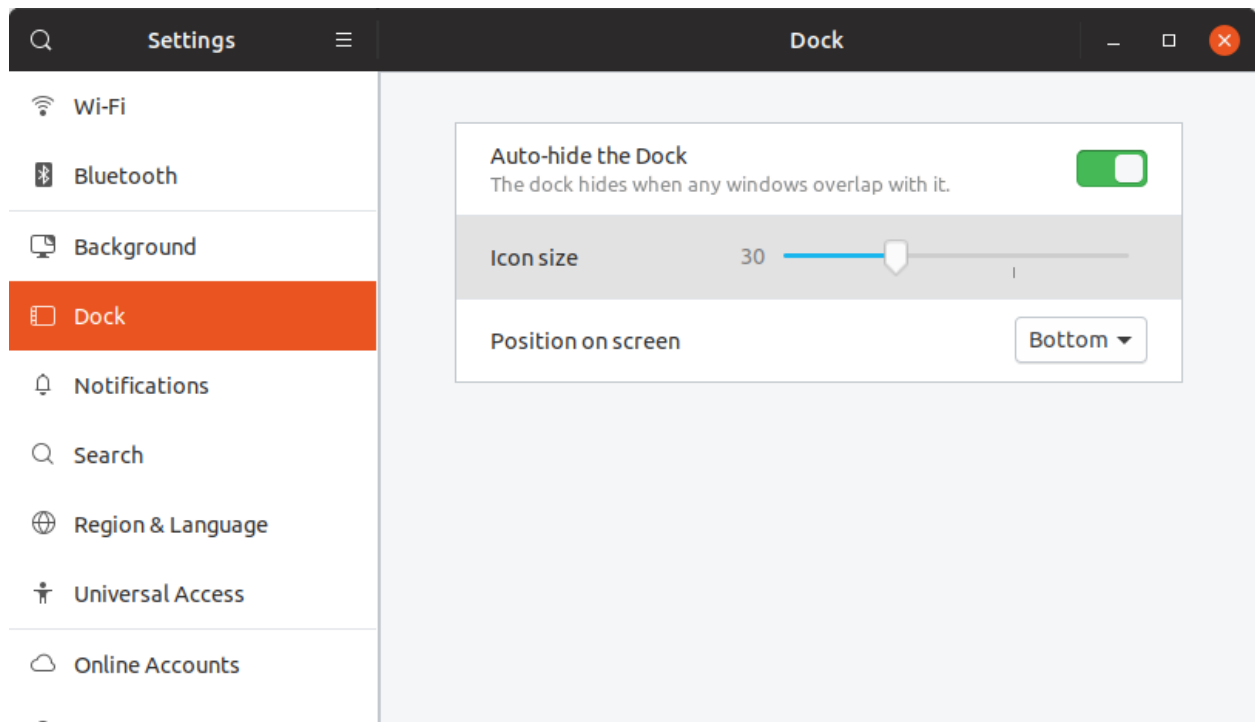 Settings
Dock
Wi-Fi
Bluetooth
Background
Dock
Notifications
Search
Region & Language
Universal Access
Online Accounts
Auto-hide the Dock
The dock hides when any windows overlap with it.
Icon size 30
Position on screen Bottom